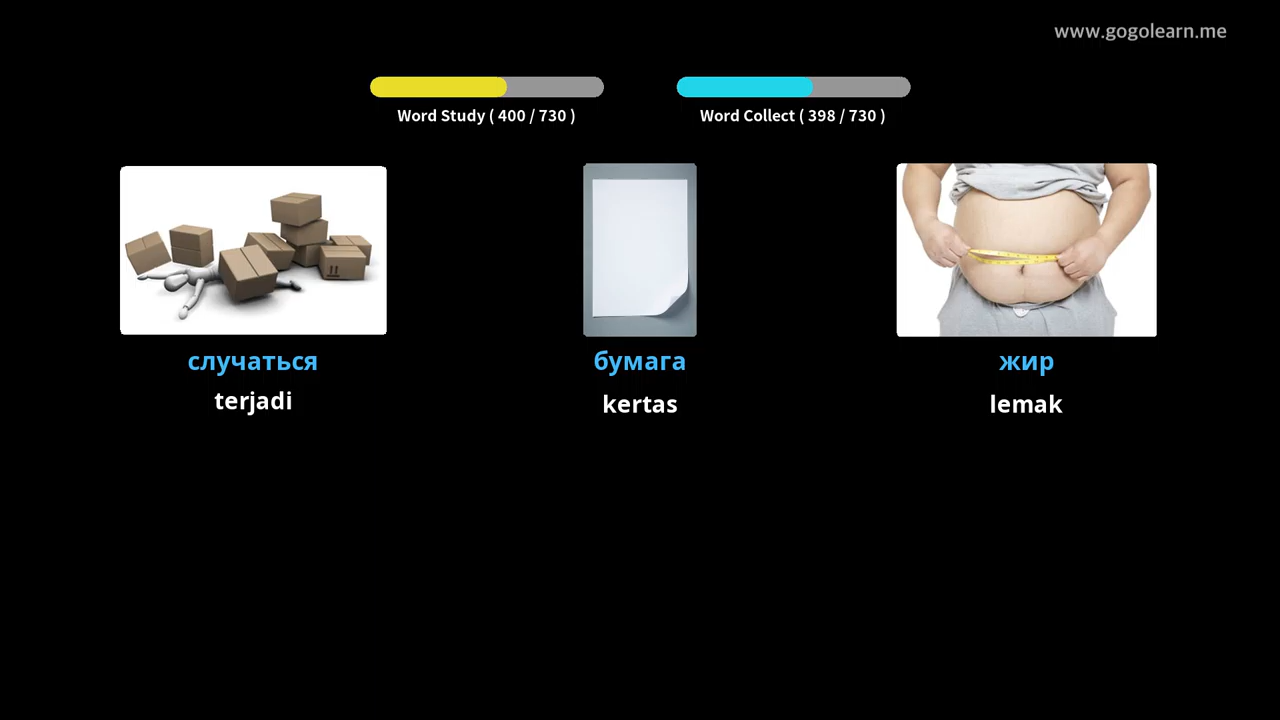 www.gogolearn.me
Word Study ( 400 / 730 )
Word Collect ( 398 / 730 )
случаться
бумага
жир
terjadi
kertas
lemak